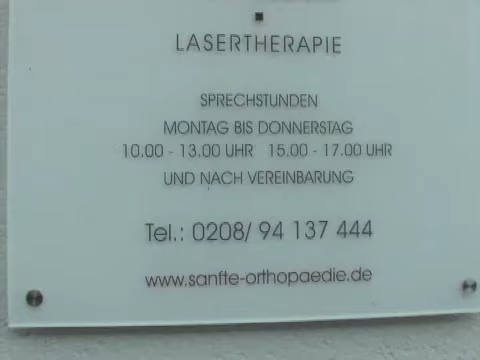 LASERTHERAPIE
SPRECHSTUNDEN
MONTAG BIS DONNERSTAG
10.00 - 13.00 UHR 15.00 - 17.00 UHR
UND NACH VEREINBARUNG
Tel.: 0208/ 94 137 444
www.sanfte-orthopaedie.de